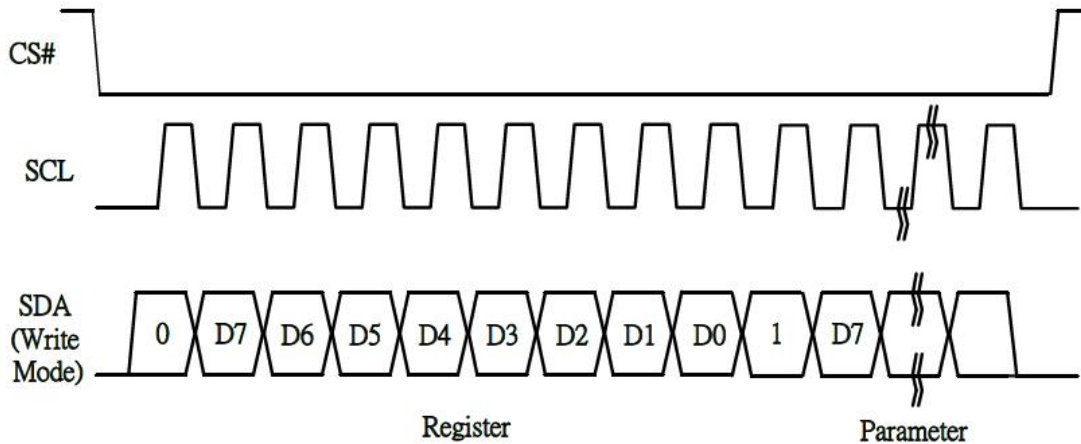 CS#
SCL
SDA
(Write
Mode)
0 D7 D6 D5 D4 D3 D2 D1 D0 1 D7
Register Parameter